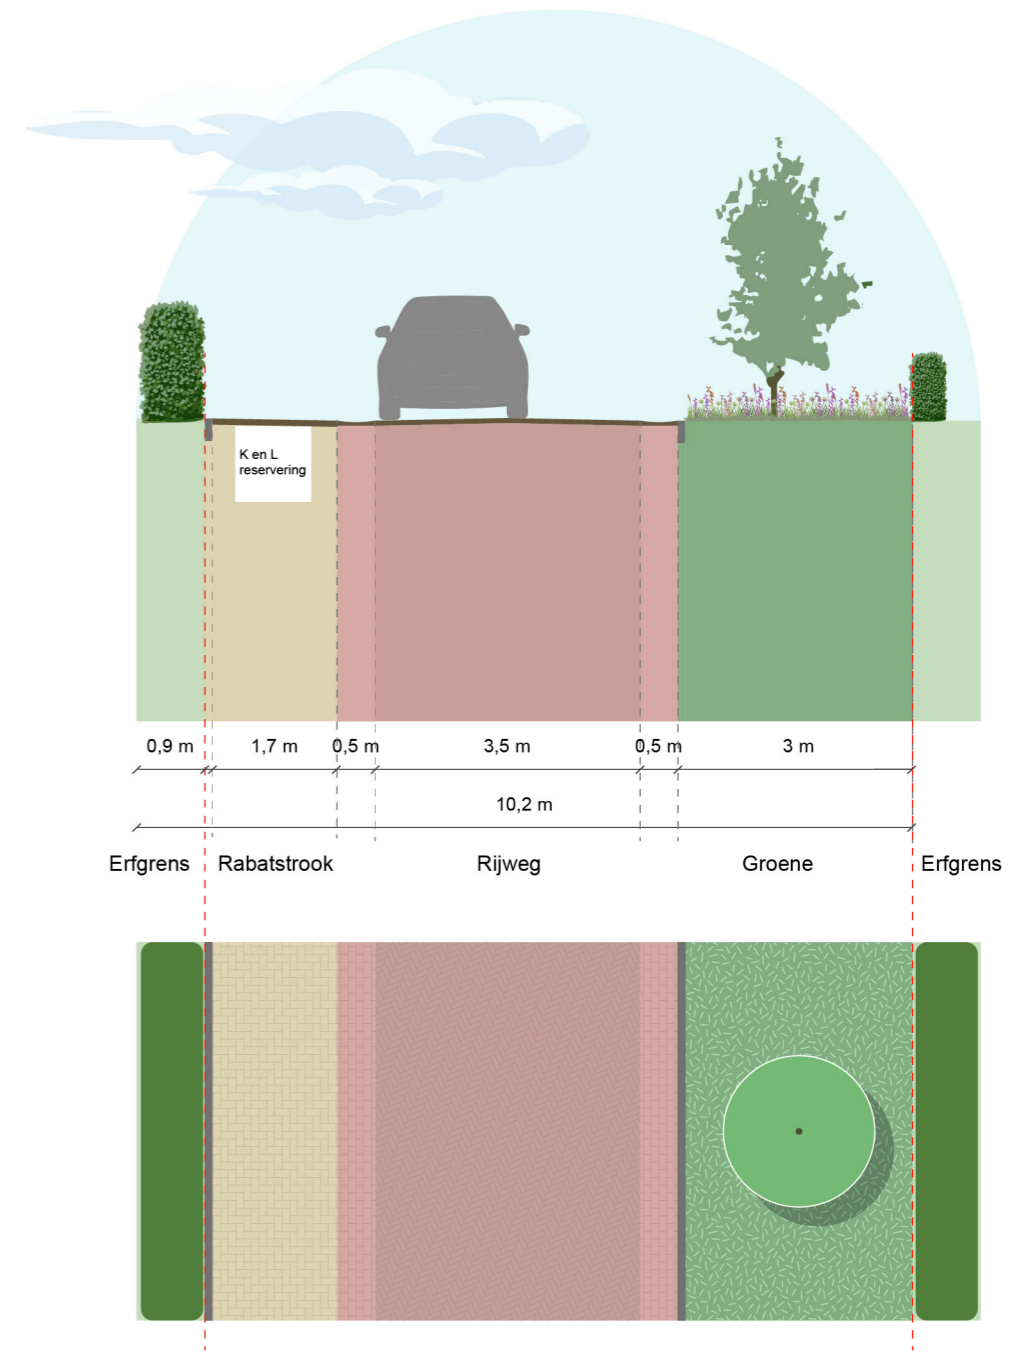 K en L
reservering
0,9 m 1,7 m 0,5 m 3,5 m 0,5 m 3 m
10,2 m
Erfgrens Rabatstrook Rijweg Groene Erfgrens